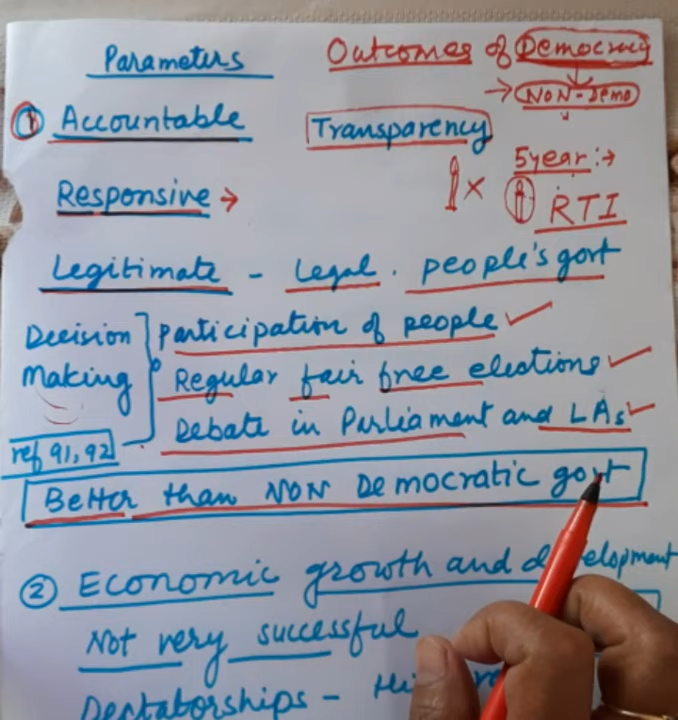 Parameters Outcomes of Democracy
→ NON-Demo
① Accountable Transparency
5year :→
Responsive → × RTI
Legitimate - Legal . people's govt
Decision Making
Participation of people ✓
Regular fair free elections ✓
Debate in Parliament and LAs ✓
ref 91, 92
Better than NON Democratic govt
② Economic growth and development
Not very successful
Dectatorships -